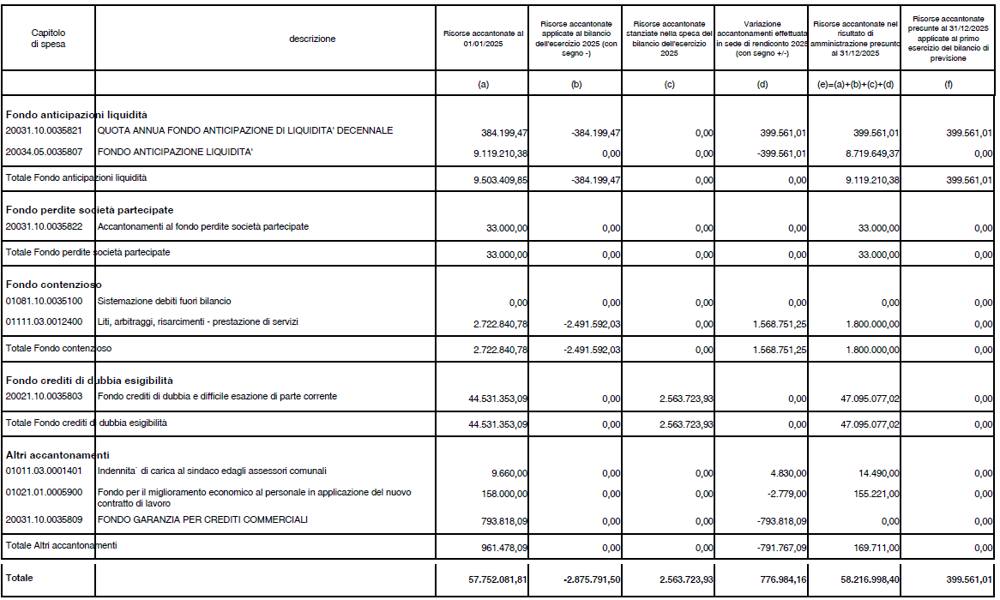 Capitolo di spesa | descrizione | Risorse accantonate al 01/01/2025 | Risorse accantonate applicate al bilancio dell'esercizio 2025 (con segno -) | Risorse accantonate stanziate nella spesa del bilancio dell'esercizio 2025 | Variazione accantonamenti effettuata in sede di rendiconto 2025 (con segno +/-) | Risorse accantonate nel risultato di amministrazione presunto al 31/12/2025 | Risorse accantonate presunte al 31/12/2025 applicate al primo esercizio del bilancio di previsione
(a) | (b) | (c) | (d) | (e)=(a)+(b)+(c)+(d) | (f)
Fondo anticipazioni liquidità
20031.10.0035821 | QUOTA ANNUA FONDO ANTICIPAZIONE DI LIQUIDITA' DECENNALE | 384.199,47 | -384.199,47 | 0,00 | 399.561,01 | 399.561,01 | 399.561,01
20034.05.0035807 | FONDO ANTICIPAZIONE LIQUIDITA' | 9.119.210,38 | 0,00 | 0,00 | -399.561,01 | 8.719.649,37 | 0,00
Totale Fondo anticipazioni liquidità | 9.503.409,85 | -384.199,47 | 0,00 | 0,00 | 9.119.210,38 | 399.561,01
Fondo perdite società partecipate
20031.10.0035822 | Accantonamenti al fondo perdite società partecipate | 33.000,00 | 0,00 | 0,00 | 0,00 | 33.000,00 | 0,00
Totale Fondo perdite società partecipate | 33.000,00 | 0,00 | 0,00 | 0,00 | 33.000,00 | 0,00
Fondo contenzioso
01081.10.0035100 | Sistemazione debiti fuori bilancio | 0,00 | 0,00 | 0,00 | 0,00 | 0,00 | 0,00
01111.03.0012400 | Liti, arbitraggi, risarcimenti - prestazione di servizi | 2.722.840,78 | -2.491.592,03 | 0,00 | 1.568.751,25 | 1.800.000,00 | 0,00
Totale Fondo contenzioso | 2.722.840,78 | -2.491.592,03 | 0,00 | 1.568.751,25 | 1.800.000,00 | 0,00
Fondo crediti di dubbia esigibilità
20021.10.0035803 | Fondo crediti di dubbia e difficile esazione di parte corrente | 44.531.353,09 | 0,00 | 2.563.723,93 | 0,00 | 47.095.077,02 | 0,00
Totale Fondo crediti di dubbia esigibilità | 44.531.353,09 | 0,00 | 2.563.723,93 | 0,00 | 47.095.077,02 | 0,00
Altri accantonamenti
01011.03.0001401 | Indennita` di carica al sindaco edagli assessori comunali | 9.660,00 | 0,00 | 0,00 | 4.830,00 | 14.490,00 | 0,00
01021.01.0005900 | Fondo per il miglioramento economico al personale in applicazione del nuovo contratto di lavoro | 158.000,00 | 0,00 | 0,00 | -2.779,00 | 155.221,00 | 0,00
20031.10.0035809 | FONDO GARANZIA PER CREDITI COMMERCIALI | 793.818,09 | 0,00 | 0,00 | -793.818,09 | 0,00 | 0,00
Totale Altri accantonamenti | 961.478,09 | 0,00 | 0,00 | -791.767,09 | 169.711,00 | 0,00
Totale | 57.752.081,81 | -2.875.791,50 | 2.563.723,93 | 776.984,16 | 58.216.998,40 | 399.561,01